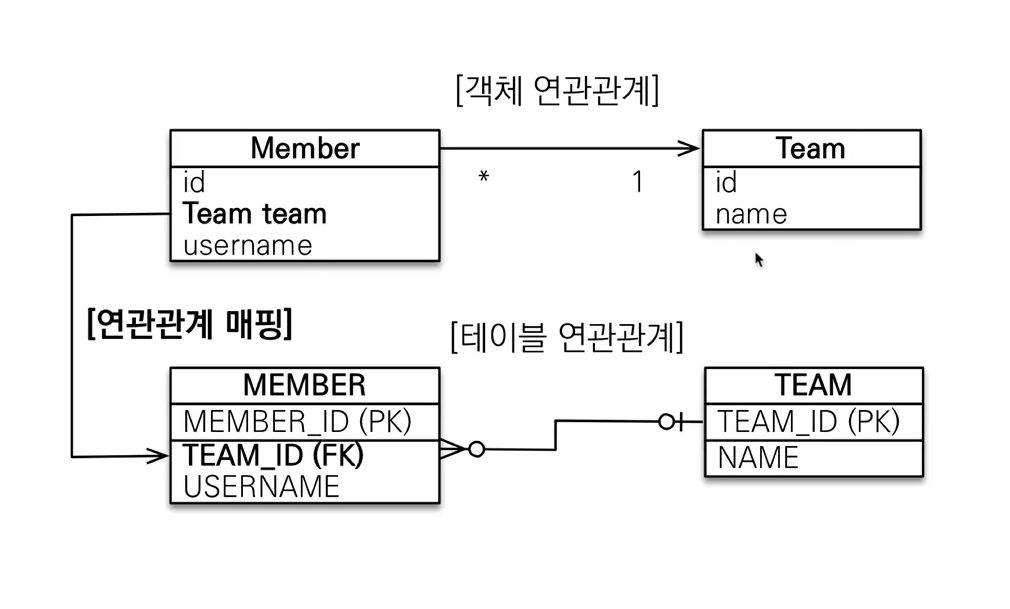 [객체 연관관계]
Member
id
Team team
username
* 1
Team
id
name
[연관관계 매핑]
[테이블 연관관계]
MEMBER
MEMBER_ID (PK)
TEAM_ID (FK)
USERNAME
TEAM
TEAM_ID (PK)
NAME